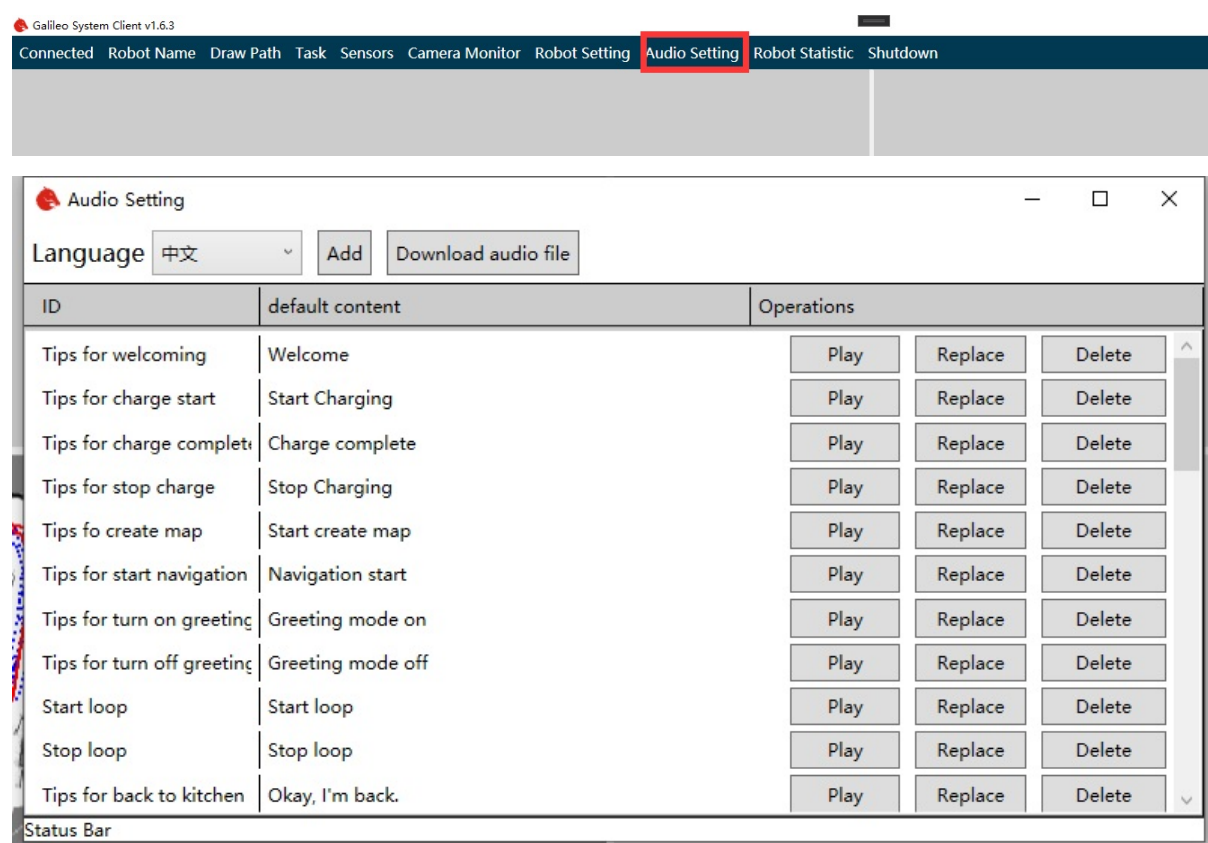 Galileo System Client v1.6.3
Connected Robot Name Draw Path Task Sensors Camera Monitor Robot Setting Audio Setting Robot Statistic Shutdown
Audio Setting
Language 中文 Add Download audio file
ID default content Operations
Tips for welcoming Welcome Play Replace Delete
Tips for charge start Start Charging Play Replace Delete
Tips for charge complete Charge complete Play Replace Delete
Tips for stop charge Stop Charging Play Replace Delete
Tips fo create map Start create map Play Replace Delete
Tips for start navigation Navigation start Play Replace Delete
Tips for turn on greeting Greeting mode on Play Replace Delete
Tips for turn off greeting Greeting mode off Play Replace Delete
Start loop Start loop Play Replace Delete
Stop loop Stop loop Play Replace Delete
Tips for back to kitchen Okay, I'm back. Play Replace Delete
Status Bar